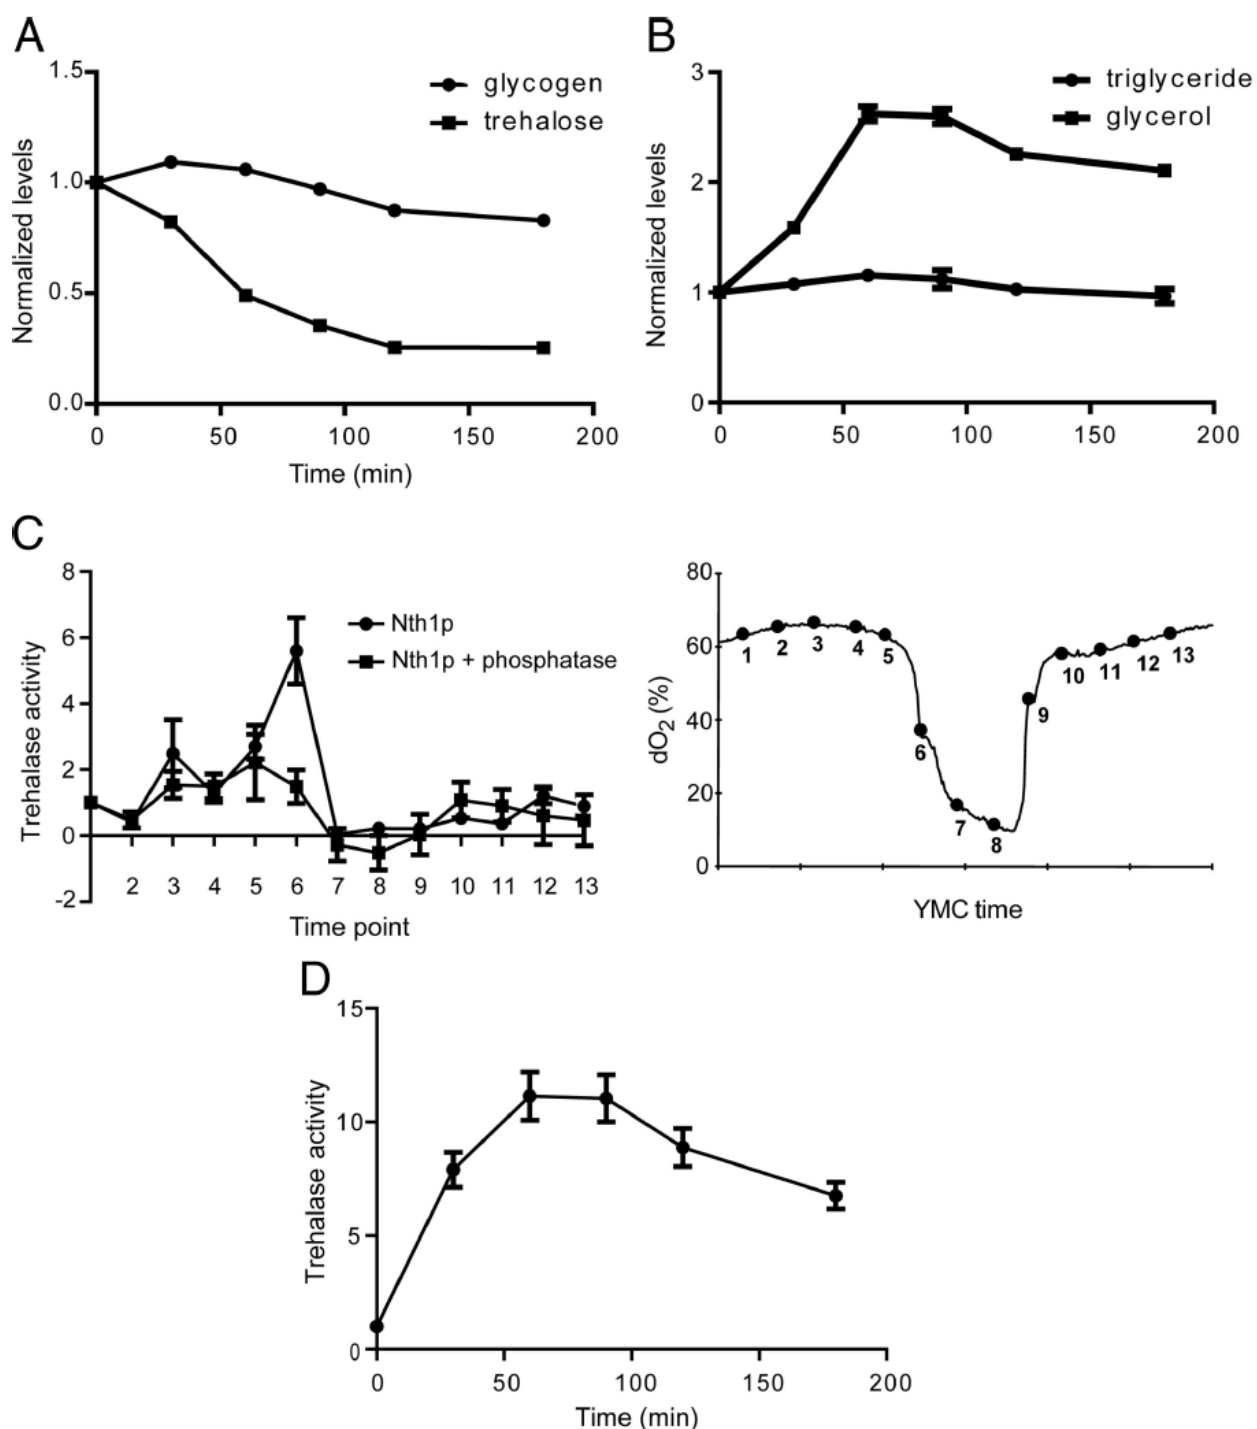 A
1.5
1.0
0.5
0.0
Normalized levels
glycogen
trehalose
0 50 100 150 200
Time (min)
B
3
2
1
0
Normalized levels
triglyceride
glycerol
0 50 100 150 200
C
8
6
4
2
0
-2
Trehalase activity
Nth1p
Nth1p + phosphatase
2 3 4 5 6 7 8 9 10 11 12 13
Time point
80
60
40
20
0
dO2 (%)
1 2 3 4 5
6
7
8
9
10 11 12 13
YMC time
D
15
10
5
0
Trehalase activity
0 50 100 150 200
Time (min)